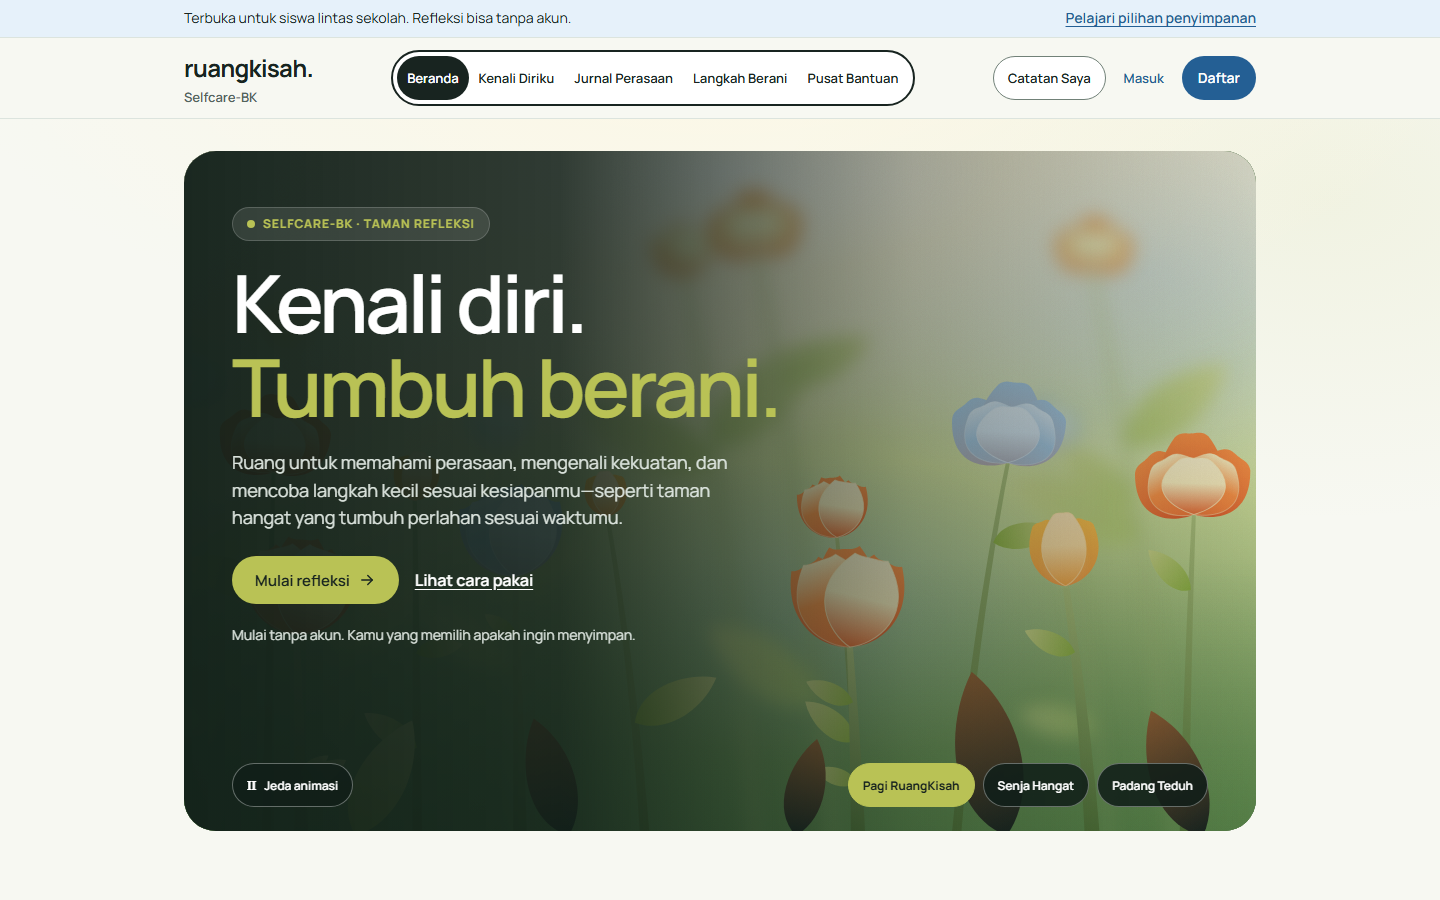 Terbuka untuk siswa lintas sekolah. Refleksi bisa tanpa akun.
Pelajari pilihan penyimpanan
ruangkisah.
Selfcare-BK
Beranda
Kenali Diriku
Jurnal Perasaan
Langkah Berani
Pusat Bantuan
Catatan Saya
Masuk
Daftar
SELFCARE-BK · TAMAN REFLEKSI
Kenali diri.
Tumbuh berani.
Ruang untuk memahami perasaan, mengenali kekuatan, dan
mencoba langkah kecil sesuai kesiapanmu—seperti taman
hangat yang tumbuh perlahan sesuai waktumu.
Mulai refleksi →
Lihat cara pakai
Mulai tanpa akun. Kamu yang memilih apakah ingin menyimpan.
Jeda animasi
Pagi RuangKisah
Senja Hangat
Padang Teduh